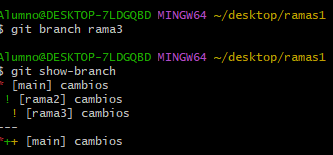 Alumno@DESKTOP-7LDGQBD MINGW64 ~/desktop/ramas1
$ git branch rama3
Alumno@DESKTOP-7LDGQBD MINGW64 ~/desktop/ramas1
$ git show-branch
* [main] cambios
 ! [rama2] cambios
  ! [rama3] cambios
---
*++ [main] cambios